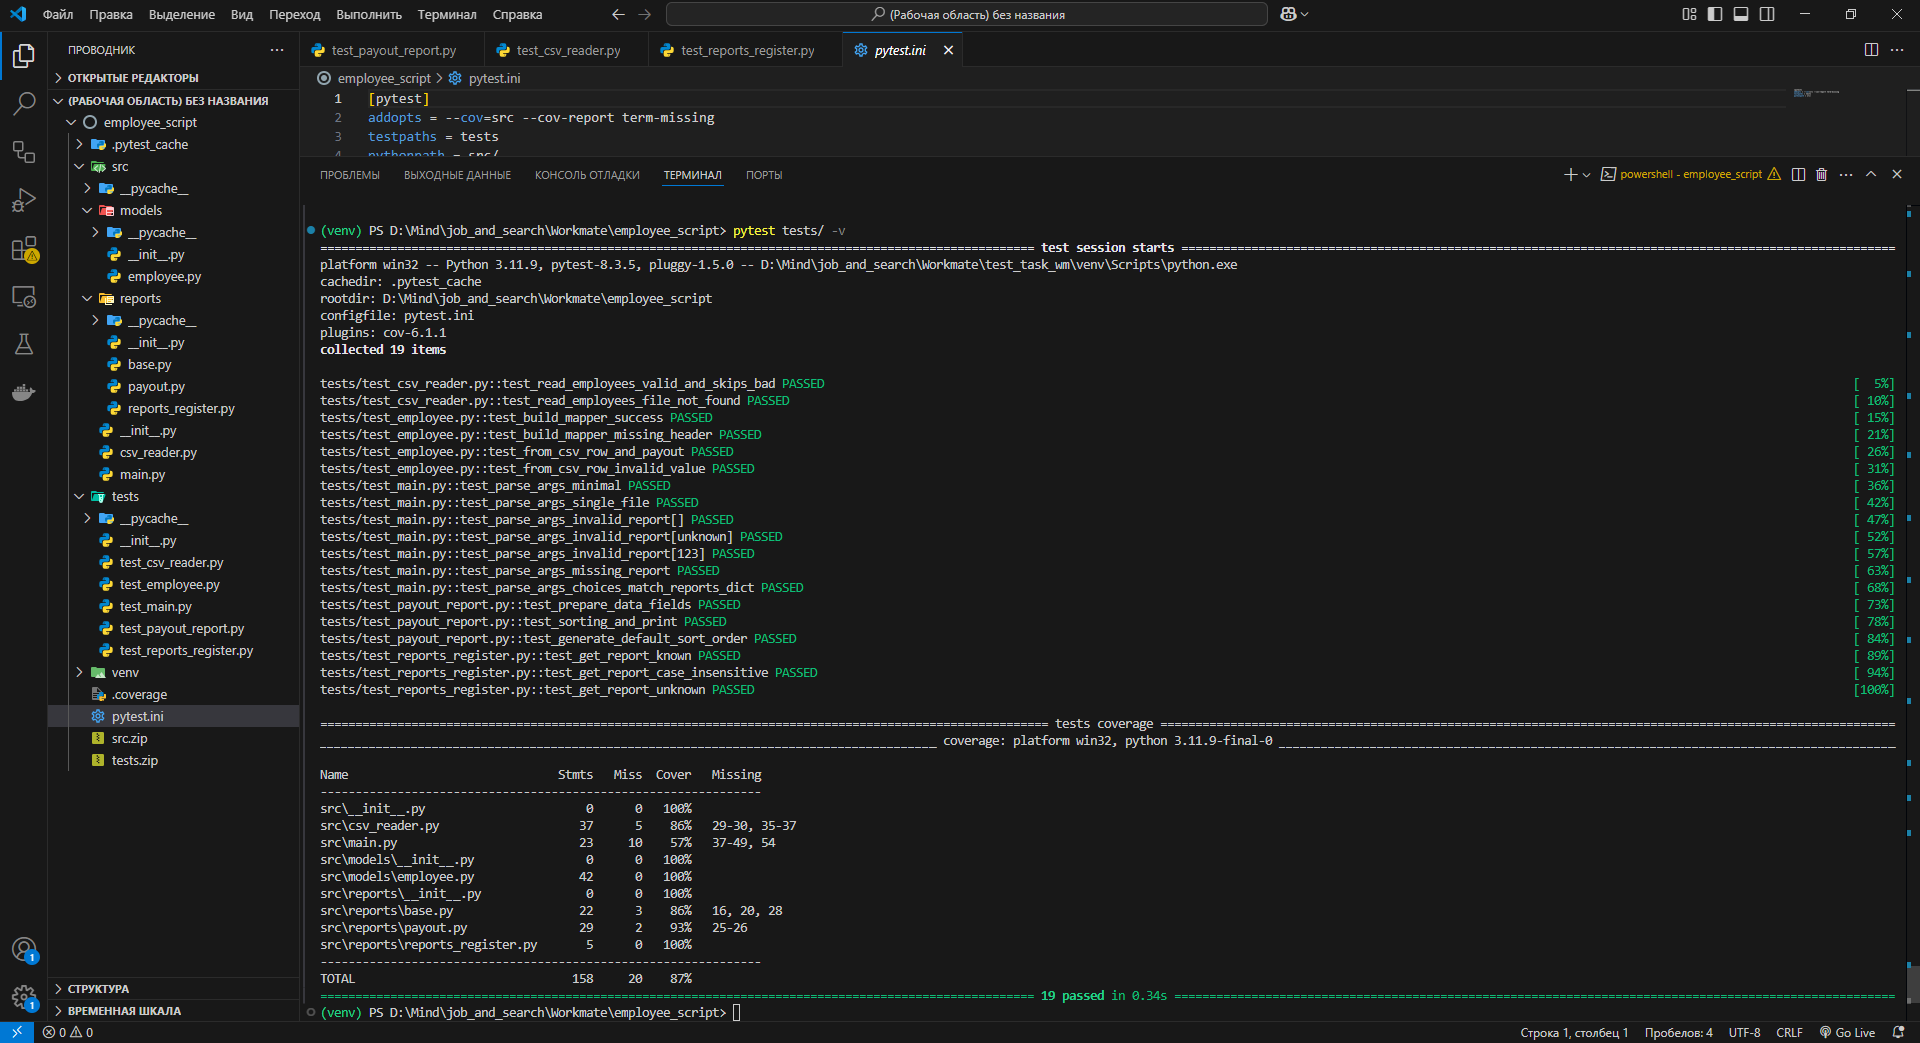 Файл Правка Выделение Вид Переход Выполнить Терминал Справка
(Рабочая область) без названия
ПРОВОДНИК
ОТКРЫТЫЕ РЕДАКТОРЫ
(РАБОЧАЯ ОБЛАСТЬ) БЕЗ НАЗВАНИЯ
employee_script
.pytest_cache
src
__pycache__
models
__pycache__
__init__.py
employee.py
reports
__pycache__
__init__.py
base.py
payout.py
reports_register.py
__init__.py
csv_reader.py
main.py
tests
__pycache__
__init__.py
test_csv_reader.py
test_employee.py
test_main.py
test_payout_report.py
test_reports_register.py
venv
.coverage
pytest.ini
src.zip
tests.zip
СТРУКТУРА
ВРЕМЕННАЯ ШКАЛА
test_payout_report.py test_csv_reader.py test_reports_register.py pytest.ini
employee_script > pytest.ini
1 [pytest]
2 addopts = --cov=src --cov-report term-missing
3 testpaths = tests
4 pythonpath = src/
ПРОБЛЕМЫ ВЫХОДНЫЕ ДАННЫЕ КОНСОЛЬ ОТЛАДКИ ТЕРМИНАЛ ПОРТЫ
powershell - employee_script
(venv) PS D:\Mind\job_and_search\Workmate\employee_script> pytest tests/ -v
test session starts
platform win32 -- Python 3.11.9, pytest-8.3.5, pluggy-1.5.0 -- D:\Mind\job_and_search\Workmate\test_task_wm\venv\Scripts\python.exe
cachedir: .pytest_cache
rootdir: D:\Mind\job_and_search\Workmate\employee_script
configfile: pytest.ini
plugins: cov-6.1.1
collected 19 items
tests/test_csv_reader.py::test_read_employees_valid_and_skips_bad PASSED [  5%]
tests/test_csv_reader.py::test_read_employees_file_not_found PASSED [ 10%]
tests/test_employee.py::test_build_mapper_success PASSED [ 15%]
tests/test_employee.py::test_build_mapper_missing_header PASSED [ 21%]
tests/test_employee.py::test_from_csv_row_and_payout PASSED [ 26%]
tests/test_employee.py::test_from_csv_row_invalid_value PASSED [ 31%]
tests/test_main.py::test_parse_args_minimal PASSED [ 36%]
tests/test_main.py::test_parse_args_single_file PASSED [ 42%]
tests/test_main.py::test_parse_args_invalid_report[] PASSED [ 47%]
tests/test_main.py::test_parse_args_invalid_report[unknown] PASSED [ 52%]
tests/test_main.py::test_parse_args_invalid_report[123] PASSED [ 57%]
tests/test_main.py::test_parse_args_missing_report PASSED [ 63%]
tests/test_main.py::test_parse_args_choices_match_reports_dict PASSED [ 68%]
tests/test_payout_report.py::test_prepare_data_fields PASSED [ 73%]
tests/test_payout_report.py::test_sorting_and_print PASSED [ 78%]
tests/test_payout_report.py::test_generate_default_sort_order PASSED [ 84%]
tests/test_reports_register.py::test_get_report_known PASSED [ 89%]
tests/test_reports_register.py::test_get_report_case_insensitive PASSED [ 94%]
tests/test_reports_register.py::test_get_report_unknown PASSED [100%]
tests coverage
coverage: platform win32, python 3.11.9-final-0
Name Stmts Miss Cover Missing
src\__init__.py 0 0 100%
src\csv_reader.py 37 5 86% 29-30, 35-37
src\main.py 23 10 57% 37-49, 54
src\models\__init__.py 0 0 100%
src\models\employee.py 42 0 100%
src\reports\__init__.py 0 0 100%
src\reports\base.py 22 3 86% 16, 20, 28
src\reports\payout.py 29 2 93% 25-26
src\reports\reports_register.py 5 0 100%
TOTAL 158 20 87%
19 passed in 0.34s
(venv) PS D:\Mind\job_and_search\Workmate\employee_script>
1
1
0 0 Строка 1, столбец 1 Пробелов: 4 UTF-8 CRLF Go Live